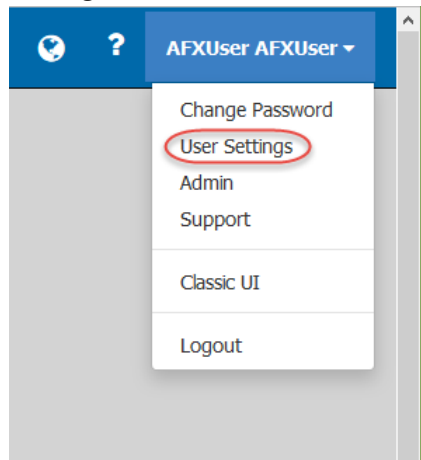 ? AFXUser AFXUser
Change Password
User Settings
Admin
Support
Classic UI
Logout